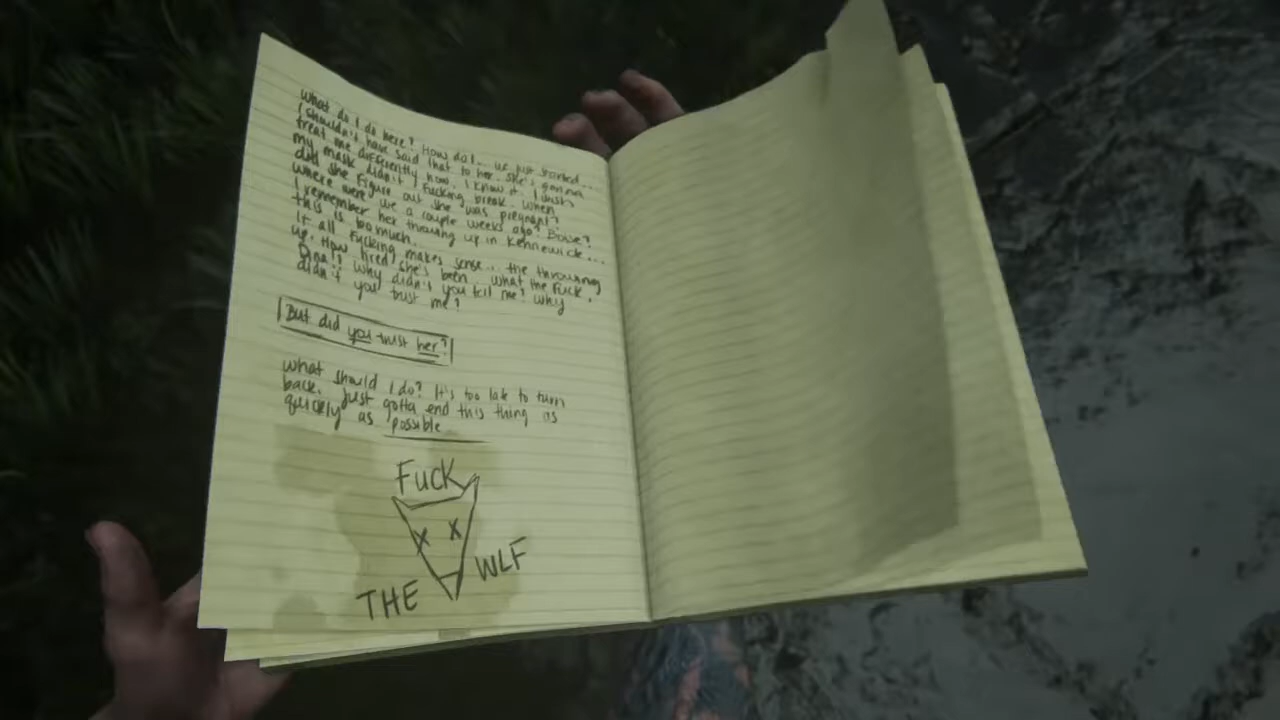 What do I do here? How do I... we just started...
I shouldn't have said that to her. She's gonna
treat me differently now. I know it. I wish
my mask didn't fucking break. When
did she figure out she was pregnant?
Where were we a couple weeks ago? Boise?
I remember her throwing up in Kennewick...
this is too much.
It all fucking makes sense... the throwing
up. How tired she's been... what the fuck.
Dina!! Why didn't you tell me? Why
didn't you trust me?
But did you trust her?
What should I do? It's too late to turn
back. Just gotta end this thing as
quickly as possible
FUCK
THE
WLF